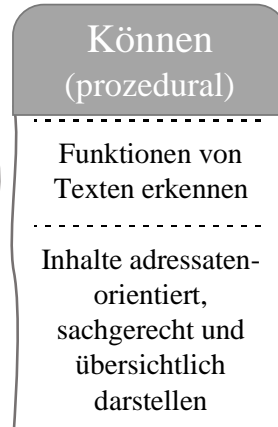 Können
(prozedural)
Funktionen von
Texten erkennen
Inhalte adressaten-
orientiert,
sachgerecht und
übersichtlich
darstellen